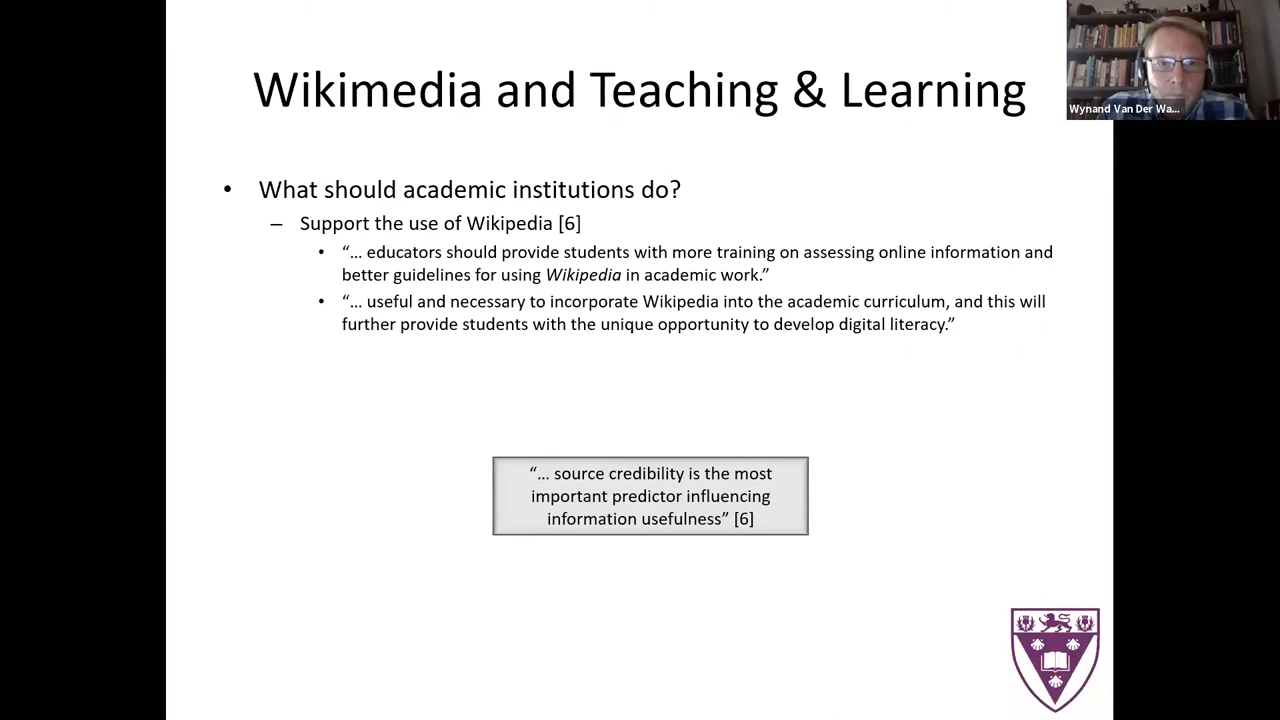 Wikimedia and Teaching & Learning
Wynand Van Der Wa...
• What should academic institutions do?
– Support the use of Wikipedia [6]
• “... educators should provide students with more training on assessing online information and
better guidelines for using Wikipedia in academic work.”
• “... useful and necessary to incorporate Wikipedia into the academic curriculum, and this will
further provide students with the unique opportunity to develop digital literacy.”
“... source credibility is the most
important predictor influencing
information usefulness” [6]